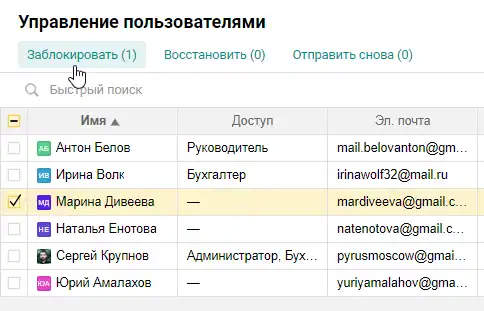 Управление пользователями
Заблокировать (1) Восстановить (0) Отправить снова (0)
Быстрый поиск
Имя ▲ Доступ Эл. почта
АБ Антон Белов Руководитель mail.belovanton@gm...
ИВ Ирина Волк Бухгалтер irinawolf32@mail.ru
МД Марина Дивеева — mardiveeva@gmail.c...
НЕ Наталья Енотова — natenotova@gmail.c...
Сергей Крупнов Администратор, Бух... pyrusmoscow@gmai...
ЮА Юрий Амалахов — yuriyamalahov@gm...